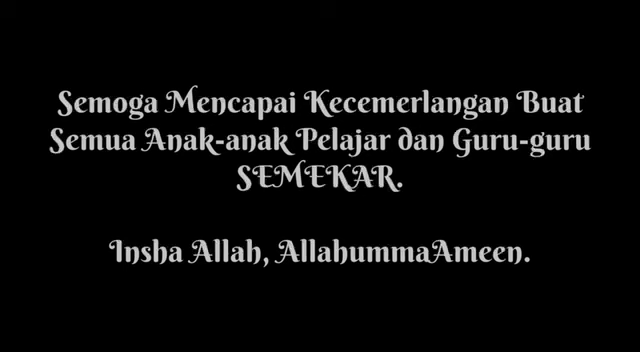 Semoga Mencapai Kecemerlangan Buat
Semua Anak-anak Pelajar dan Guru-guru
SEMEKAR.
Insha Allah, AllahummaAmeen.